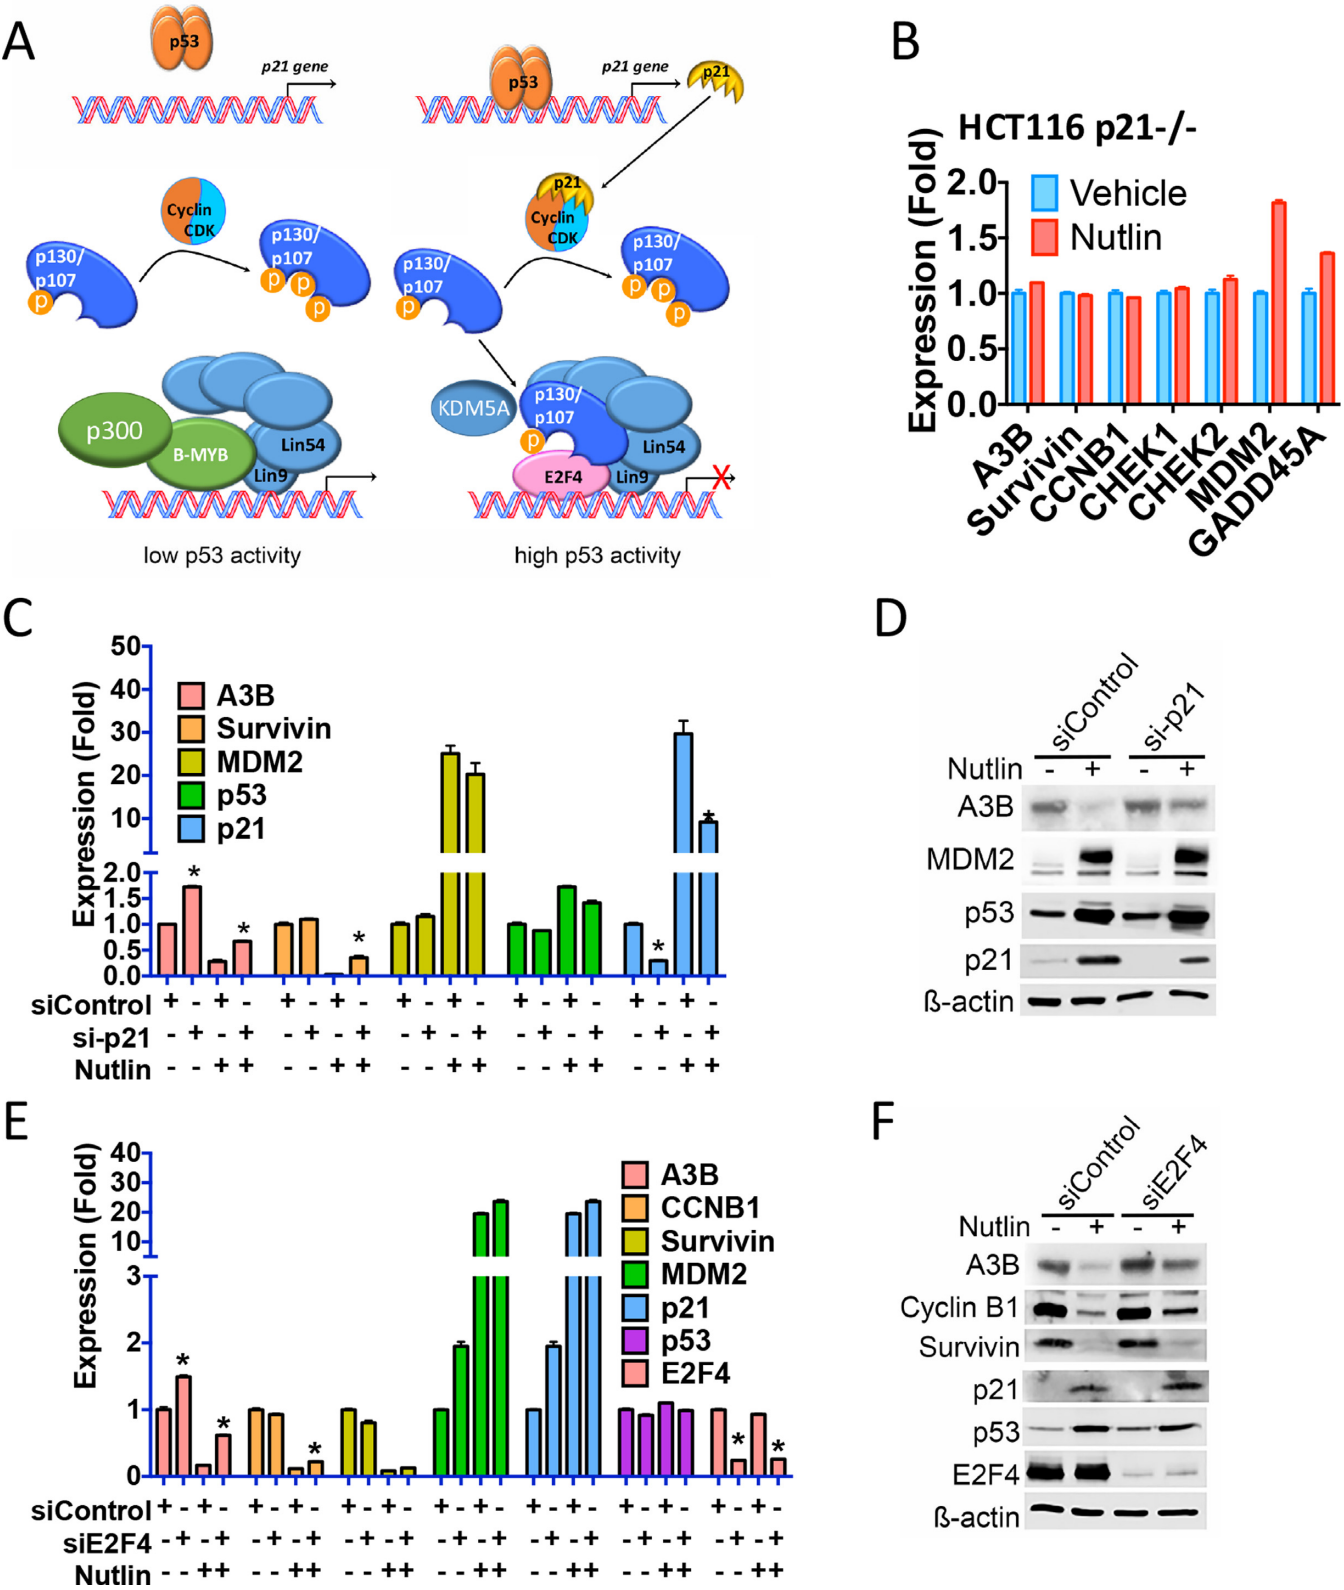 A
p53
p21 gene
p53
p21 gene
p21
Cyclin
CDK
p130/
p107
p
p130/
p107
p
p
p
p21
Cyclin
CDK
p130/
p107
p
p130/
p107
p
p
p
p300
B-MYB
Lin54
Lin9
KDM5A
p130/
p107
p
E2F4
Lin54
Lin9
X
low p53 activity
high p53 activity
B
HCT116 p21-/-
Expression (Fold)
2.0
1.5
1.0
0.5
0.0
Vehicle
Nutlin
A3B
Survivin
CCNB1
CHEK1
CHEK2
MDM2
GADD45A
C
Expression (Fold)
50
40
30
20
10
2.0
1.5
1.0
0.5
0.0
A3B
Survivin
MDM2
p53
p21
* * * * *
siControl + - + - + - + - + - + - + - + - + - + -
si-p21 - + - + - + - + - + - + - + - + - + - +
Nutlin - - + + - - + + - - + + - - + + - - + +
D
siControl
si-p21
Nutlin - + - +
A3B
MDM2
p53
p21
ß-actin
E
Expression (Fold)
40
30
20
10
3
2
1
0
A3B
CCNB1
Survivin
MDM2
p21
p53
E2F4
* * * * *
siControl + - + - + - + - + - + - + - + - + - + - + - + - + - + -
siE2F4 - + - + - + - + - + - + - + - + - + - + - + - + - + - +
Nutlin - - + + - - + + - - + + - - + + - - + + - - + + - - + +
F
siControl
siE2F4
Nutlin - + - +
A3B
Cyclin B1
Survivin
p21
p53
E2F4
ß-actin